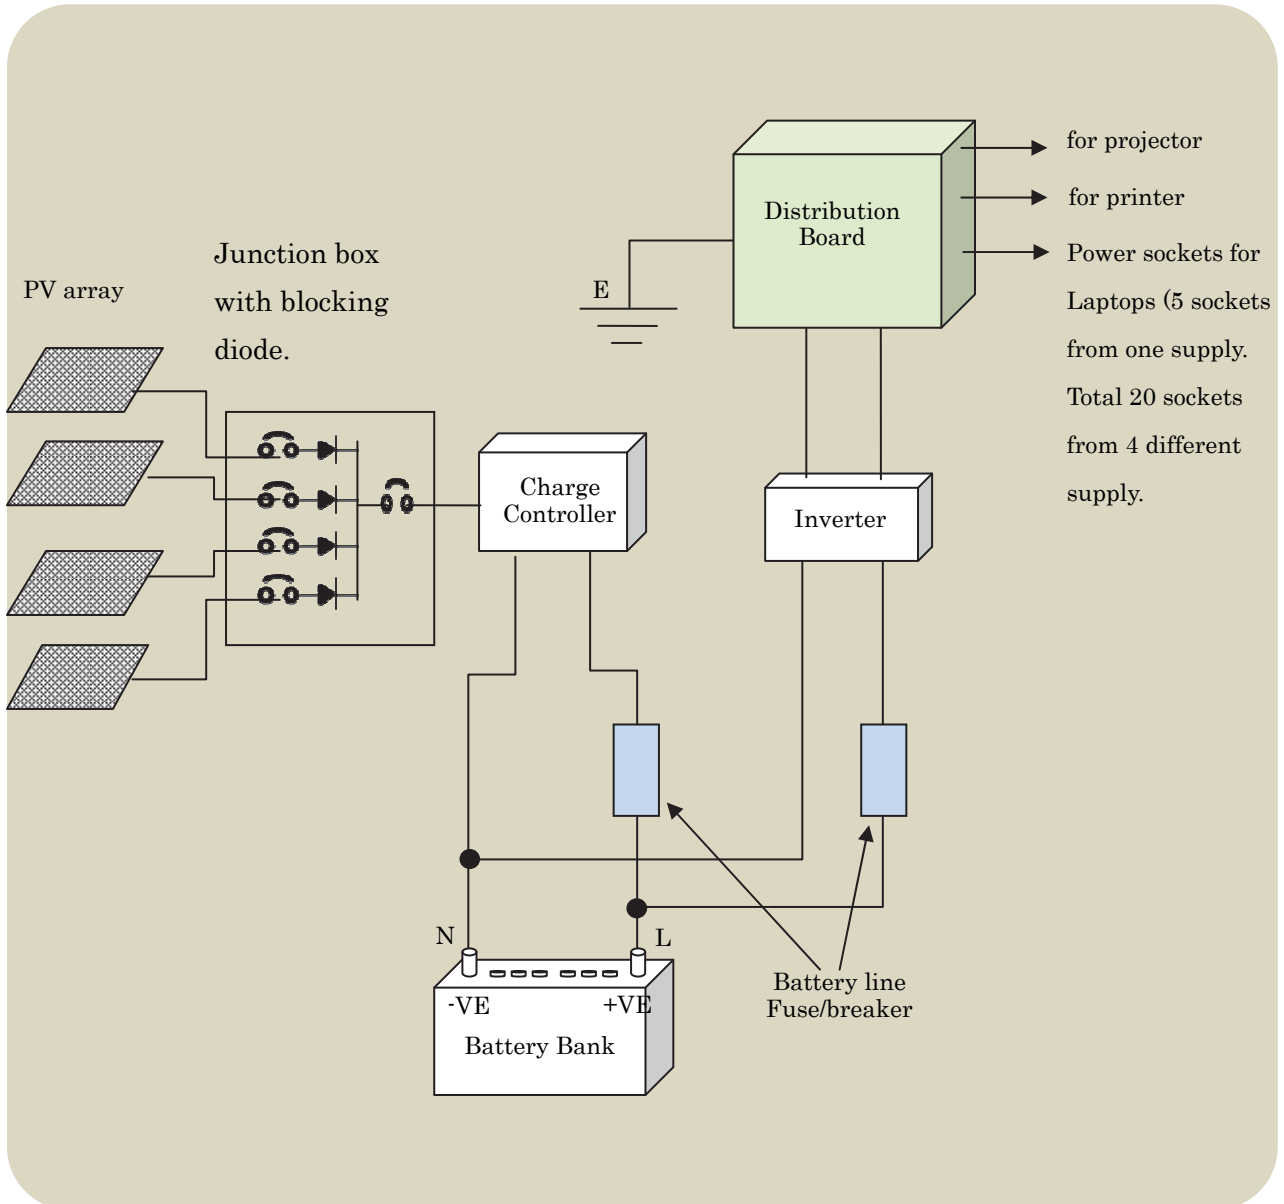 PV array
Junction box
with blocking
diode.
Charge
Controller
E
Distribution
Board
for projector
for printer
Power sockets for
Laptops (5 sockets
from one supply.
Total 20 sockets
from 4 different
supply.
Inverter
N
L
-VE
+VE
Battery Bank
Battery line
Fuse/breaker